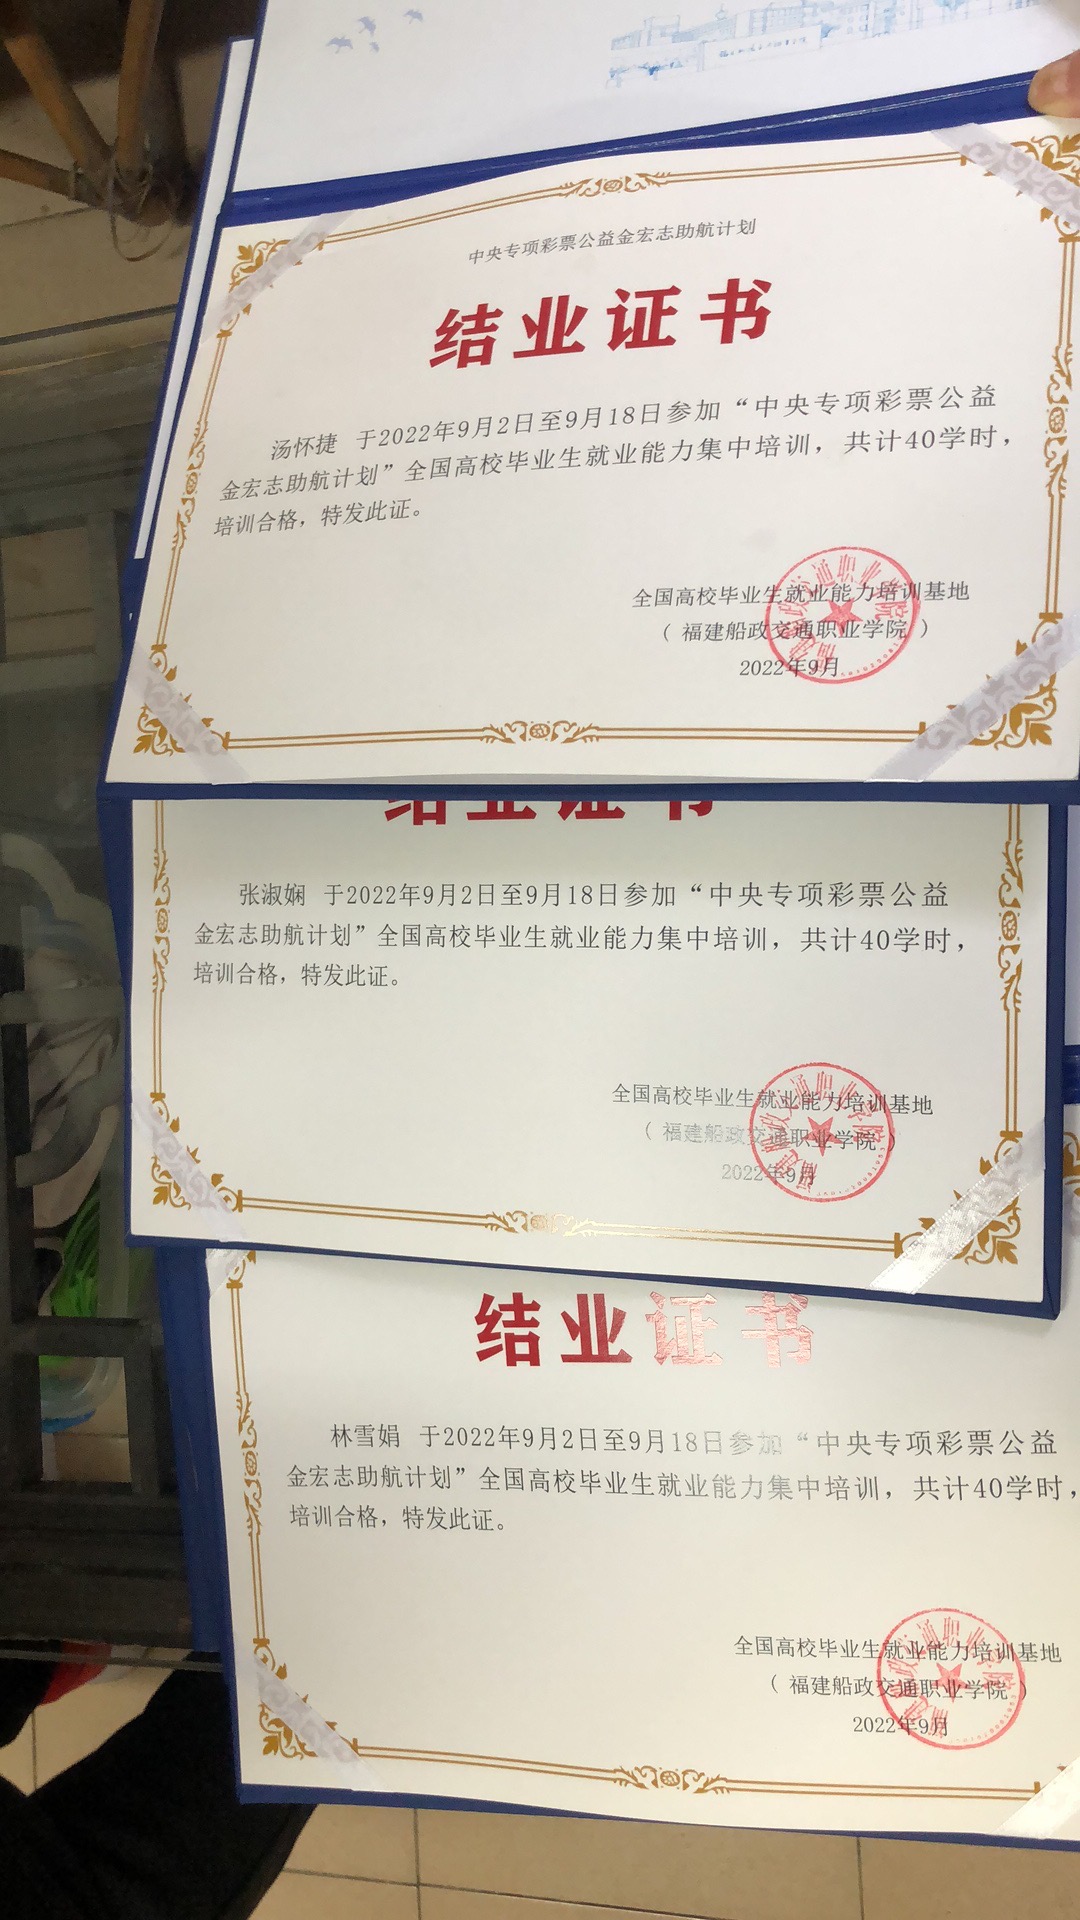 中央专项彩票公益金宏志助航计划
结业证书
汤怀捷 于2022年9月2日至9月18日参加“中央专项彩票公益
金宏志助航计划”全国高校毕业生就业能力集中培训，共计40学时，
培训合格，特发此证。
全国高校毕业生就业能力培训基地
（福建船政交通职业学院）
2022年9月
结业证书
张淑娴 于2022年9月2日至9月18日参加“中央专项彩票公益
金宏志助航计划”全国高校毕业生就业能力集中培训，共计40学时，
培训合格，特发此证。
全国高校毕业生就业能力培训基地
（福建船政交通职业学院）
2022年9月
结业证书
林雪娟 于2022年9月2日至9月18日参加“中央专项彩票公益
金宏志助航计划”全国高校毕业生就业能力集中培训，共计40学时，
培训合格，特发此证。
全国高校毕业生就业能力培训基地
（福建船政交通职业学院）
2022年9月